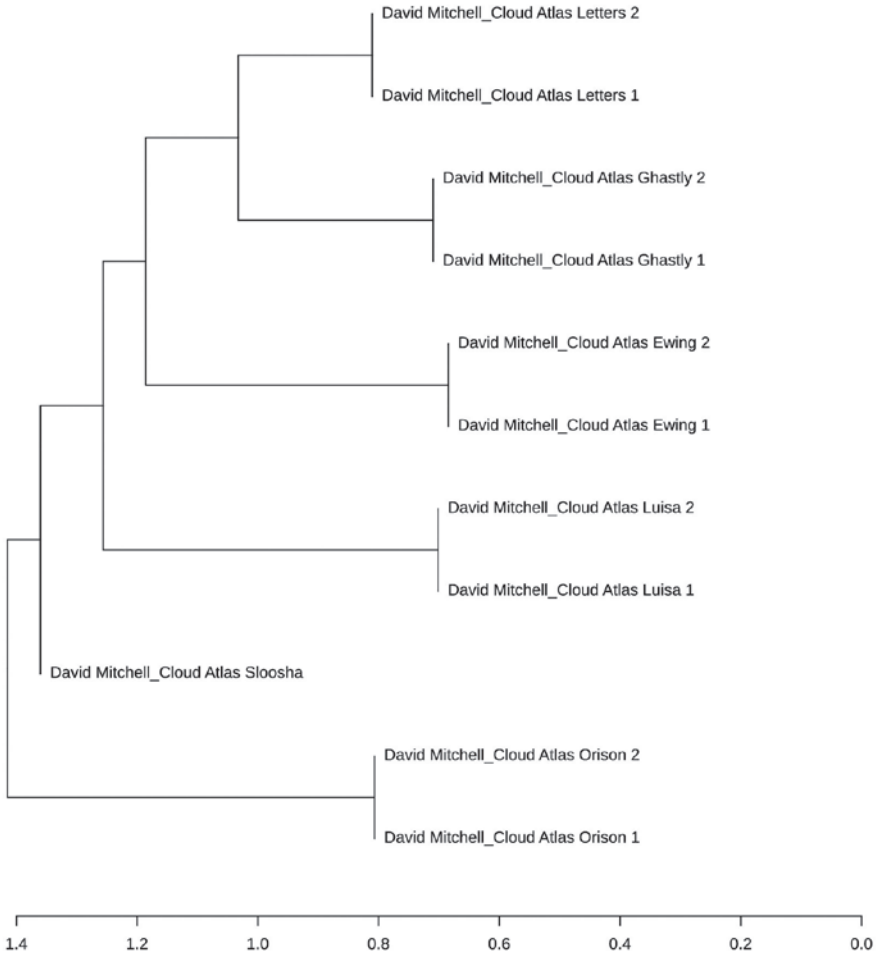 David Mitchell_Cloud Atlas Letters 2
David Mitchell_Cloud Atlas Letters 1
David Mitchell_Cloud Atlas Ghastly 2
David Mitchell_Cloud Atlas Ghastly 1
David Mitchell_Cloud Atlas Ewing 2
David Mitchell_Cloud Atlas Ewing 1
David Mitchell_Cloud Atlas Luisa 2
David Mitchell_Cloud Atlas Luisa 1
David Mitchell_Cloud Atlas Sloosha
David Mitchell_Cloud Atlas Orison 2
David Mitchell_Cloud Atlas Orison 1
1.4 1.2 1.0 0.8 0.6 0.4 0.2 0.0